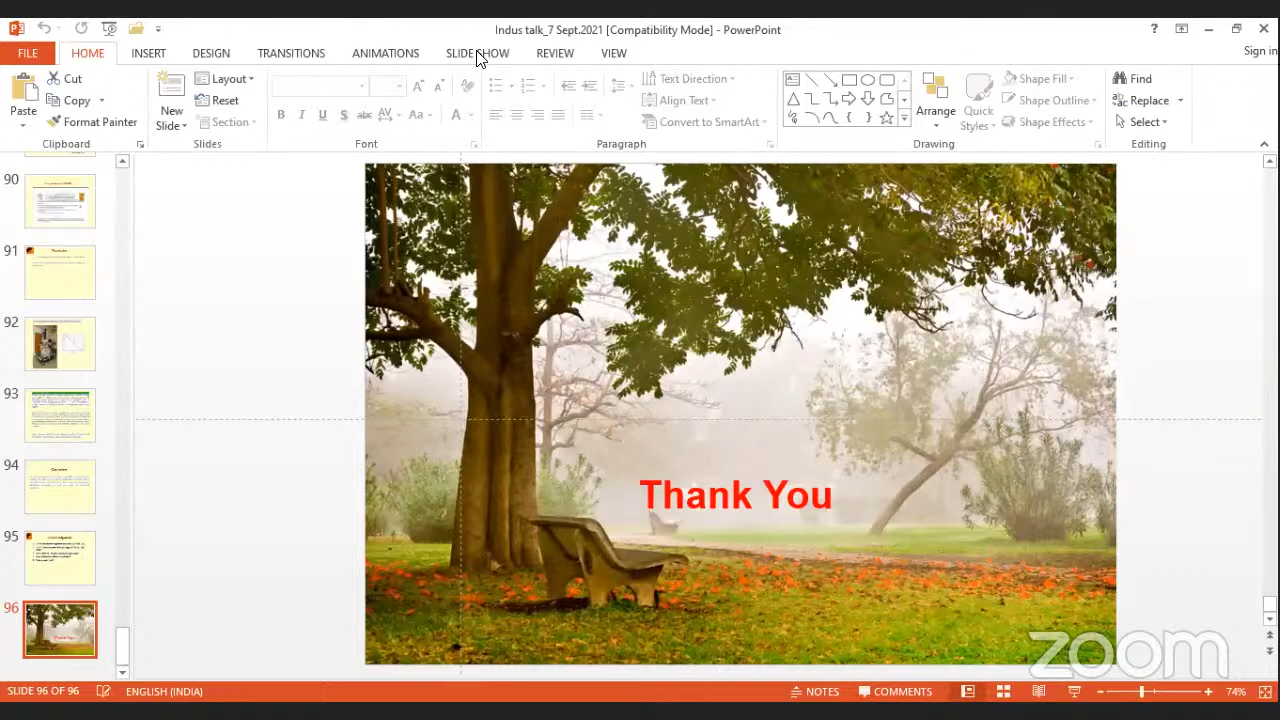 Indus talk_7 Sept.2021 [Compatibility Mode] - PowerPoint
?
FILE HOME INSERT DESIGN TRANSITIONS ANIMATIONS SLIDE SHOW REVIEW VIEW Sign in
Paste
Cut
Copy
Format Painter
Clipboard
New Slide
Layout
Reset
Section
Slides
B I U S abc AV Aa A
Font
Text Direction
Align Text
Convert to SmartArt
Paragraph
Arrange
Quick Styles
Shape Fill
Shape Outline
Shape Effects
Drawing
Find
Replace
Select
Editing
90
91
92
93
94
95
96
Thank You
zoom
SLIDE 96 OF 96 ENGLISH (INDIA) NOTES COMMENTS 74%